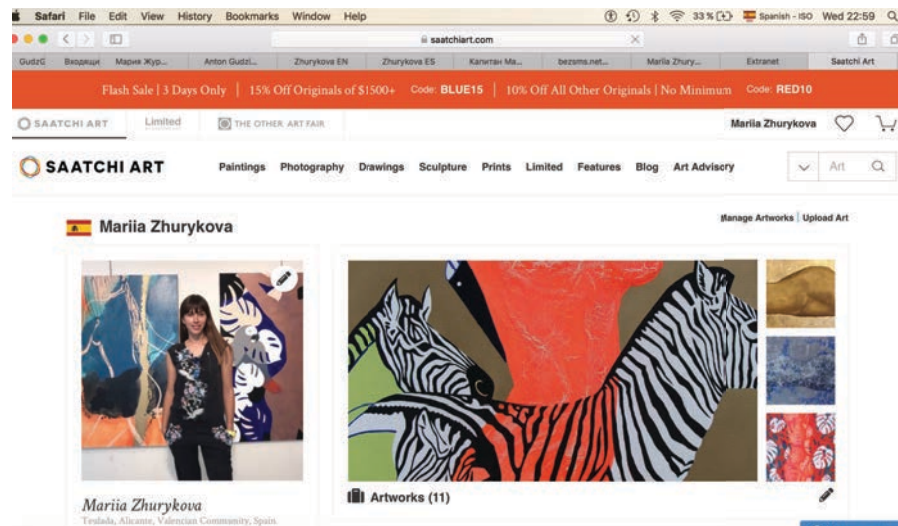 Safari File Edit View History Bookmarks Window Help 33 % Spanish - ISO Wed 22:59
saatchiart.com
GudzG Входящи Мария Жур... Anton Gudzi... Zhurykova EN Zhurykova ES Капитан Ма... bezsms.net... Mariia Zhury... Extranet Saatchi Art
Flash Sale | 3 Days Only | 15% Off Originals of $1500+ Code: BLUE15 | 10% Off All Other Originals | No Minimum Code: RED10
SAATCHI ART Limited THE OTHER ART FAIR Mariia Zhurykova
SAATCHI ART Paintings Photography Drawings Sculpture Prints Limited Features Blog Art Advisory Art
Mariia Zhurykova Manage Artworks | Upload Art
Artworks (11)
Mariia Zhurykova
Teulada, Alicante, Valencian Community, Spain